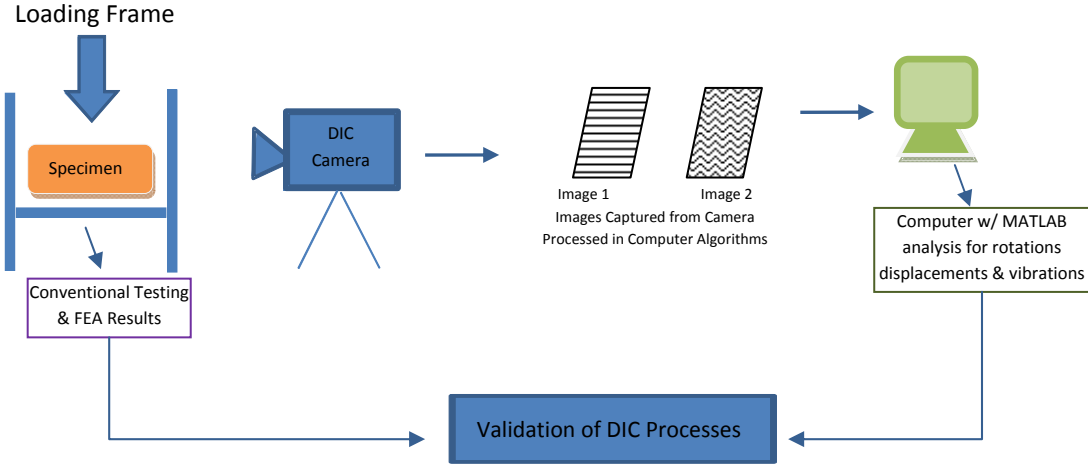 Loading Frame
Specimen
Conventional Testing
& FEA Results
DIC
Camera
Image 1
Image 2
Images Captured from Camera
Processed in Computer Algorithms
Computer w/ MATLAB
analysis for rotations
displacements & vibrations
Validation of DIC Processes